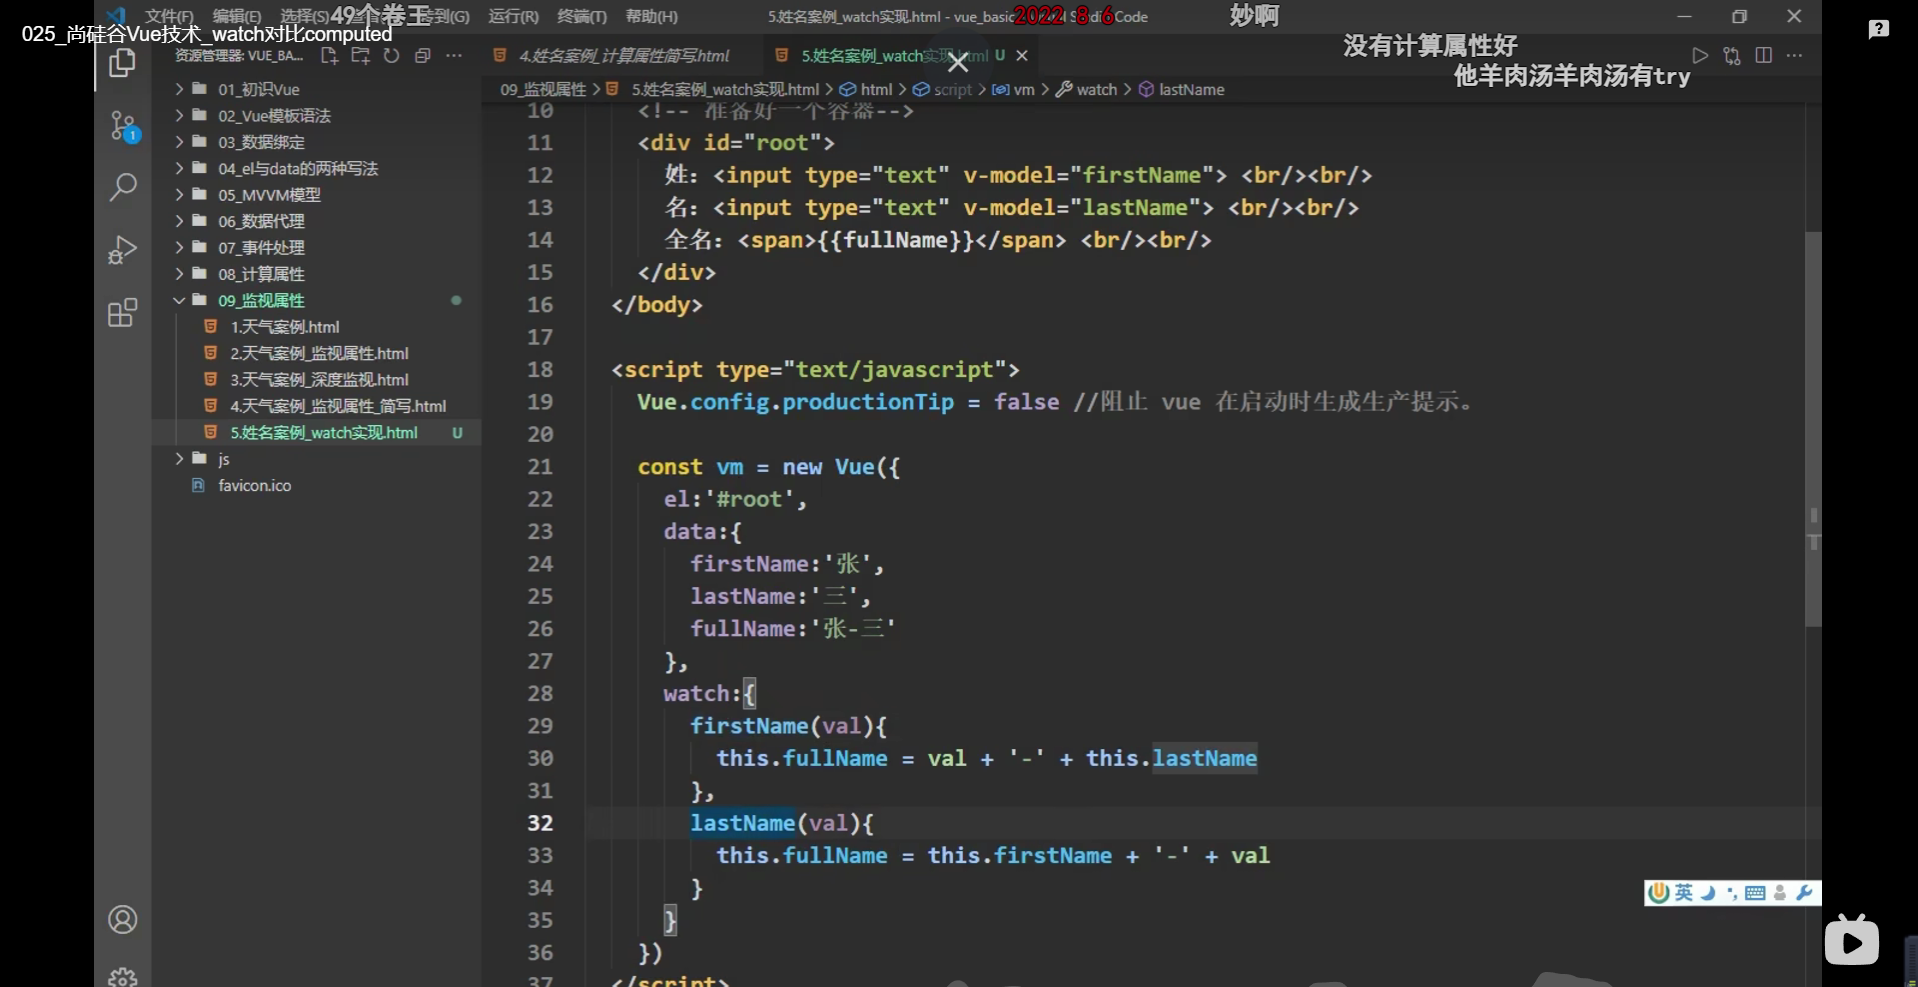 文件(F) 编辑(E) 选择(S) 49个卷王 转到(G) 运行(R) 终端(T) 帮助(H) 5.姓名案例_watch实现.html - vue_basic 2022 8 6 Code 妙啊
025_尚硅谷Vue技术_watch对比computed
没有计算属性好
他羊肉汤羊肉汤有try
资源管理器: VUE_BA...
4.姓名案例_计算属性简写.html
5.姓名案例_watch实现.html U
09_监视属性 > 5.姓名案例_watch实现.html > html > script > vm > watch > lastName
01_初识Vue
02_Vue模板语法
03_数据绑定
04_el与data的两种写法
05_MVVM模型
06_数据代理
07_事件处理
08_计算属性
09_监视属性
1.天气案例.html
2.天气案例_监视属性.html
3.天气案例_深度监视.html
4.天气案例_监视属性_简写.html
5.姓名案例_watch实现.html U
js
favicon.ico
1
10 <!-- 准备好一个容器-->
11 <div id="root">
12 姓：<input type="text" v-model="firstName"> <br/><br/>
13 名：<input type="text" v-model="lastName"> <br/><br/>
14 全名：<span>{{fullName}}</span> <br/><br/>
15 </div>
16 </body>
17
18 <script type="text/javascript">
19 Vue.config.productionTip = false //阻止 vue 在启动时生成生产提示。
20
21 const vm = new Vue({
22 el:'#root',
23 data:{
24 firstName:'张',
25 lastName:'三',
26 fullName:'张-三'
27 },
28 watch:{
29 firstName(val){
30 this.fullName = val + '-' + this.lastName
31 },
32 lastName(val){
33 this.fullName = this.firstName + '-' + val
34 }
35 }
36 })
37 </script>
英